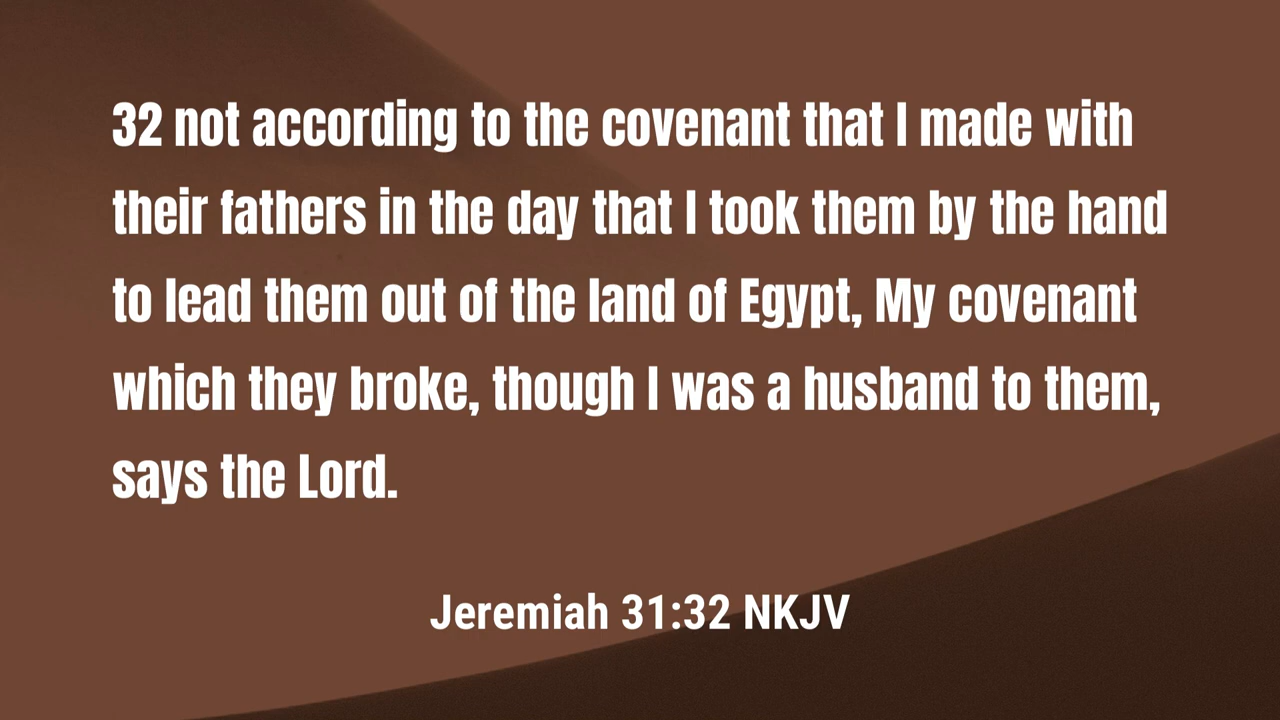 32 not according to the covenant that I made with
their fathers in the day that I took them by the hand
to lead them out of the land of Egypt, My covenant
which they broke, though I was a husband to them,
says the Lord.
Jeremiah 31:32 NKJV